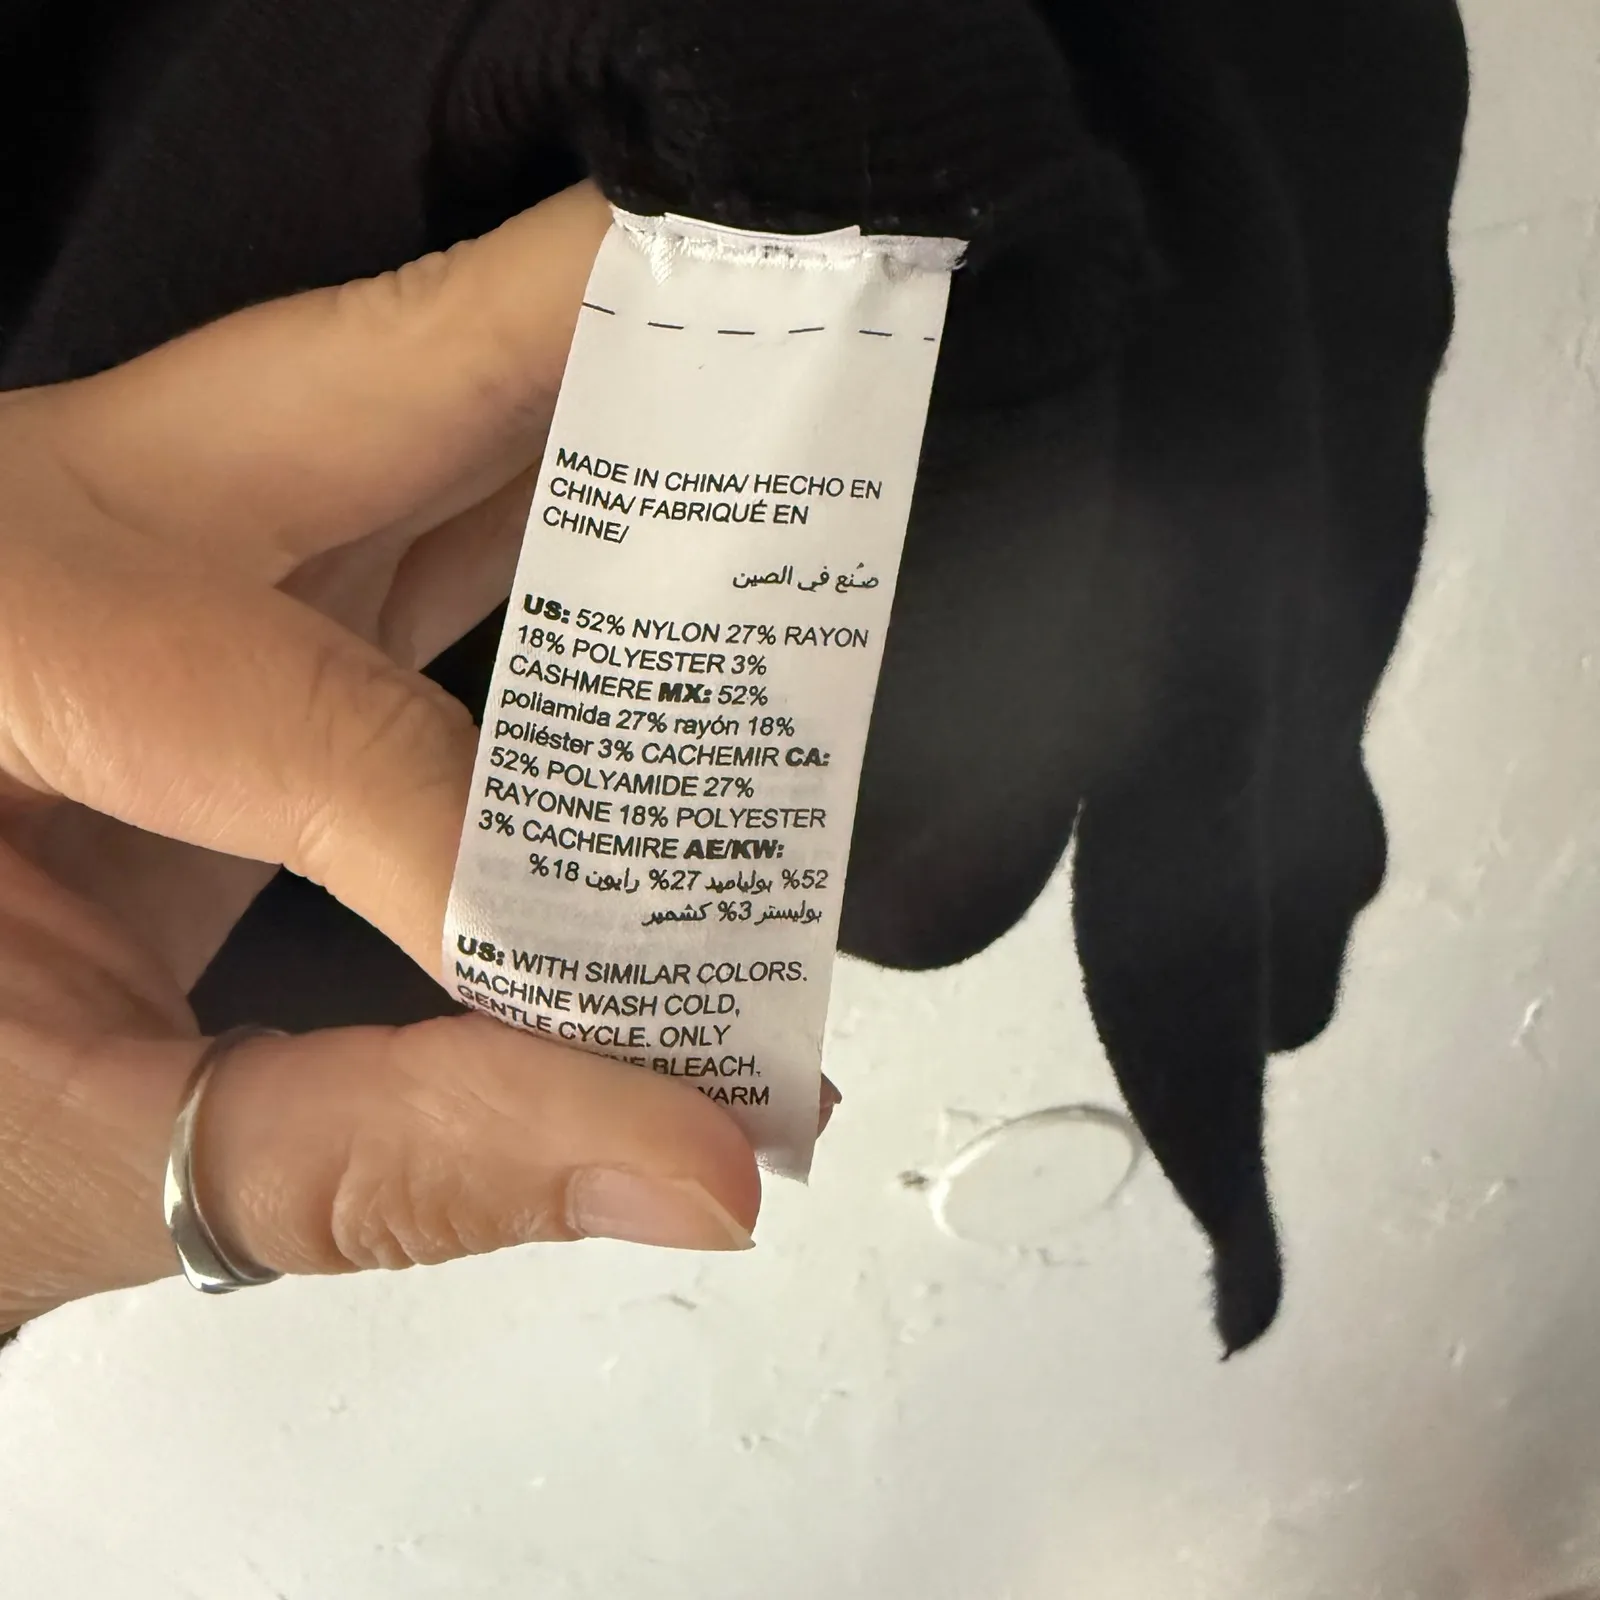 MADE IN CHINA/ HECHO EN
CHINA/ FABRIQUÉ EN
CHINE/
صُنع في الصين
US: 52% NYLON 27% RAYON
18% POLYESTER 3%
CASHMERE MX: 52%
poliamida 27% rayón 18%
poliéster 3% CACHEMIR CA:
52% POLYAMIDE 27%
RAYONNE 18% POLYESTER
3% CACHEMIRE AE/KW:
%52 بولياميد %27 رايون %18
بوليستر %3 كشمير
US: WITH SIMILAR COLORS.
MACHINE WASH COLD,
GENTLE CYCLE. ONLY
BLEACH.
WARM